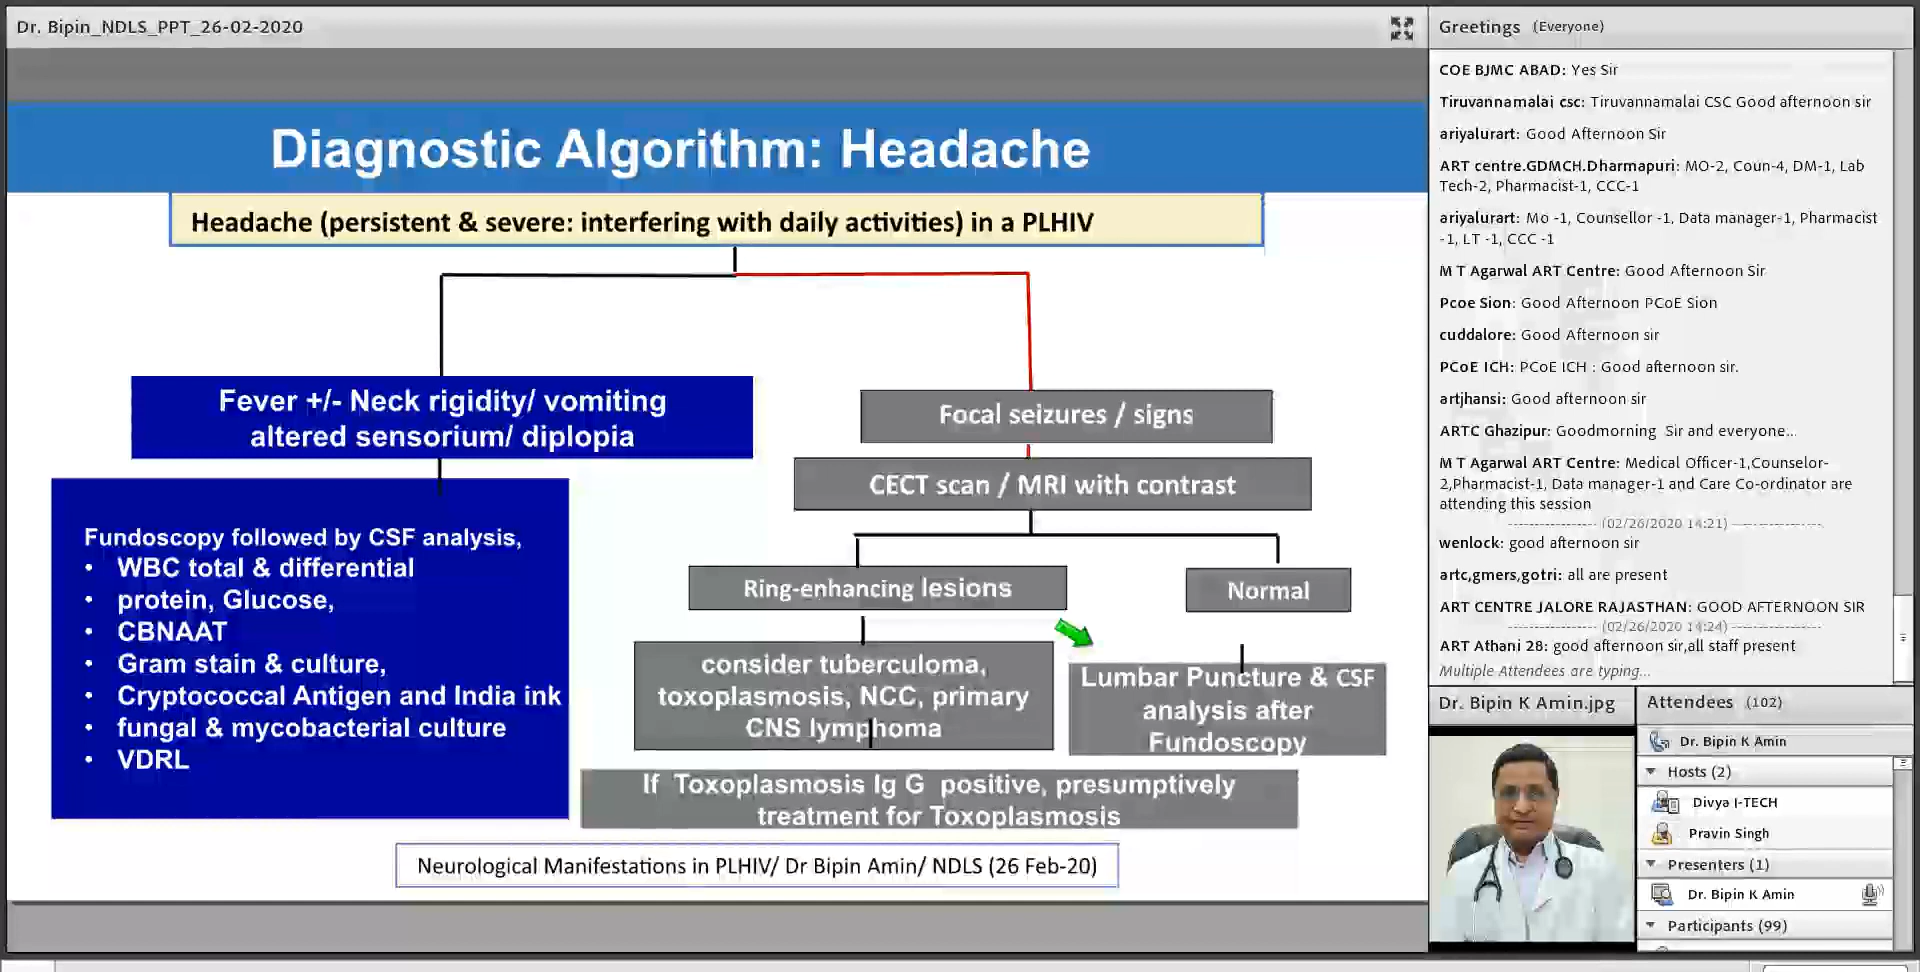 Dr. Bipin_NDLS_PPT_26-02-2020
Diagnostic Algorithm: Headache
Headache (persistent & severe: interfering with daily activities) in a PLHIV
Fever +/- Neck rigidity/ vomiting
altered sensorium/ diplopia
Fundoscopy followed by CSF analysis,
• WBC total & differential
• protein, Glucose,
• CBNAAT
• Gram stain & culture,
• Cryptococcal Antigen and India ink
• fungal & mycobacterial culture
• VDRL
Focal seizures / signs
CECT scan / MRI with contrast
Ring-enhancing lesions
Normal
consider tuberculoma,
toxoplasmosis, NCC, primary
CNS lymphoma
Lumbar Puncture & CSF
analysis after
Fundoscopy
If Toxoplasmosis Ig G positive, presumptively
treatment for Toxoplasmosis
Neurological Manifestations in PLHIV/ Dr Bipin Amin/ NDLS (26 Feb-20)
Greetings (Everyone)
COE BJMC ABAD: Yes Sir
Tiruvannamalai csc: Tiruvannamalai CSC Good afternoon sir
ariyalurart: Good Afternoon Sir
ART centre.GDMCH.Dharmapuri: MO-2, Coun-4, DM-1, Lab
Tech-2, Pharmacist-1, CCC-1
ariyalurart: Mo -1, Counsellor -1, Data manager-1, Pharmacist
-1, LT -1, CCC -1
M T Agarwal ART Centre: Good Afternoon Sir
Pcoe Sion: Good Afternoon PCoE Sion
cuddalore: Good Afternoon sir
PCoE ICH: PCoE ICH : Good afternoon sir.
artjhansi: Good afternoon sir
ARTC Ghazipur: Goodmorning Sir and everyone...
M T Agarwal ART Centre: Medical Officer-1,Counselor-
2,Pharmacist-1, Data manager-1 and Care Co-ordinator are
attending this session
(02/26/2020 14:21)
wenlock: good afternoon sir
artc,gmers,gotri: all are present
ART CENTRE JALORE RAJASTHAN: GOOD AFTERNOON SIR
(02/26/2020 14:24)
ART Athani 28: good afternoon sir,all staff present
Multiple Attendees are typing...
Dr. Bipin K Amin.jpg
Attendees (102)
Dr. Bipin K Amin
Hosts (2)
Divya I-TECH
Pravin Singh
Presenters (1)
Dr. Bipin K Amin
Participants (99)